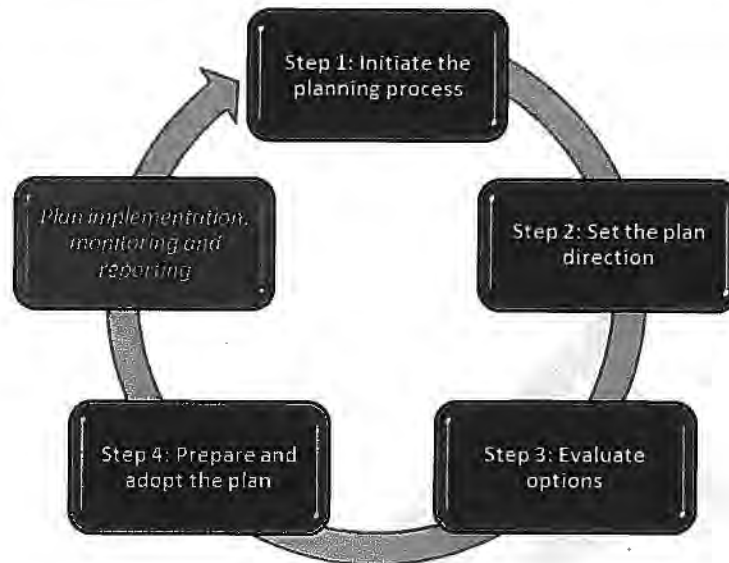 Step 1: Initiate the
planning process
Step 2: Set the plan
direction
Step 3: Evaluate
options
Step 4: Prepare and
adopt the plan
Plan implementation,
monitoring and
reporting